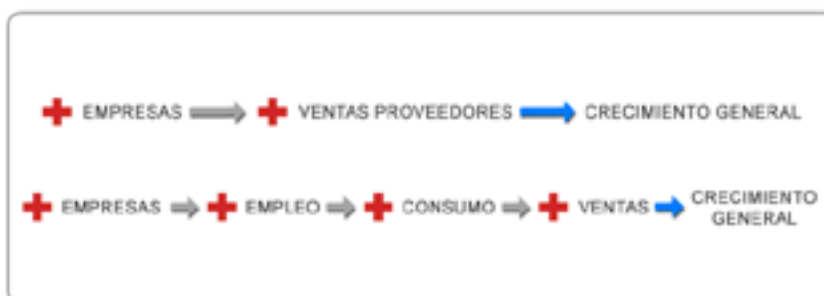 EMPRESAS VENTAS PROVEEDORES CRECIMIENTO GENERAL
EMPRESAS EMPLEO CONSUMO VENTAS CRECIMIENTO
GENERAL